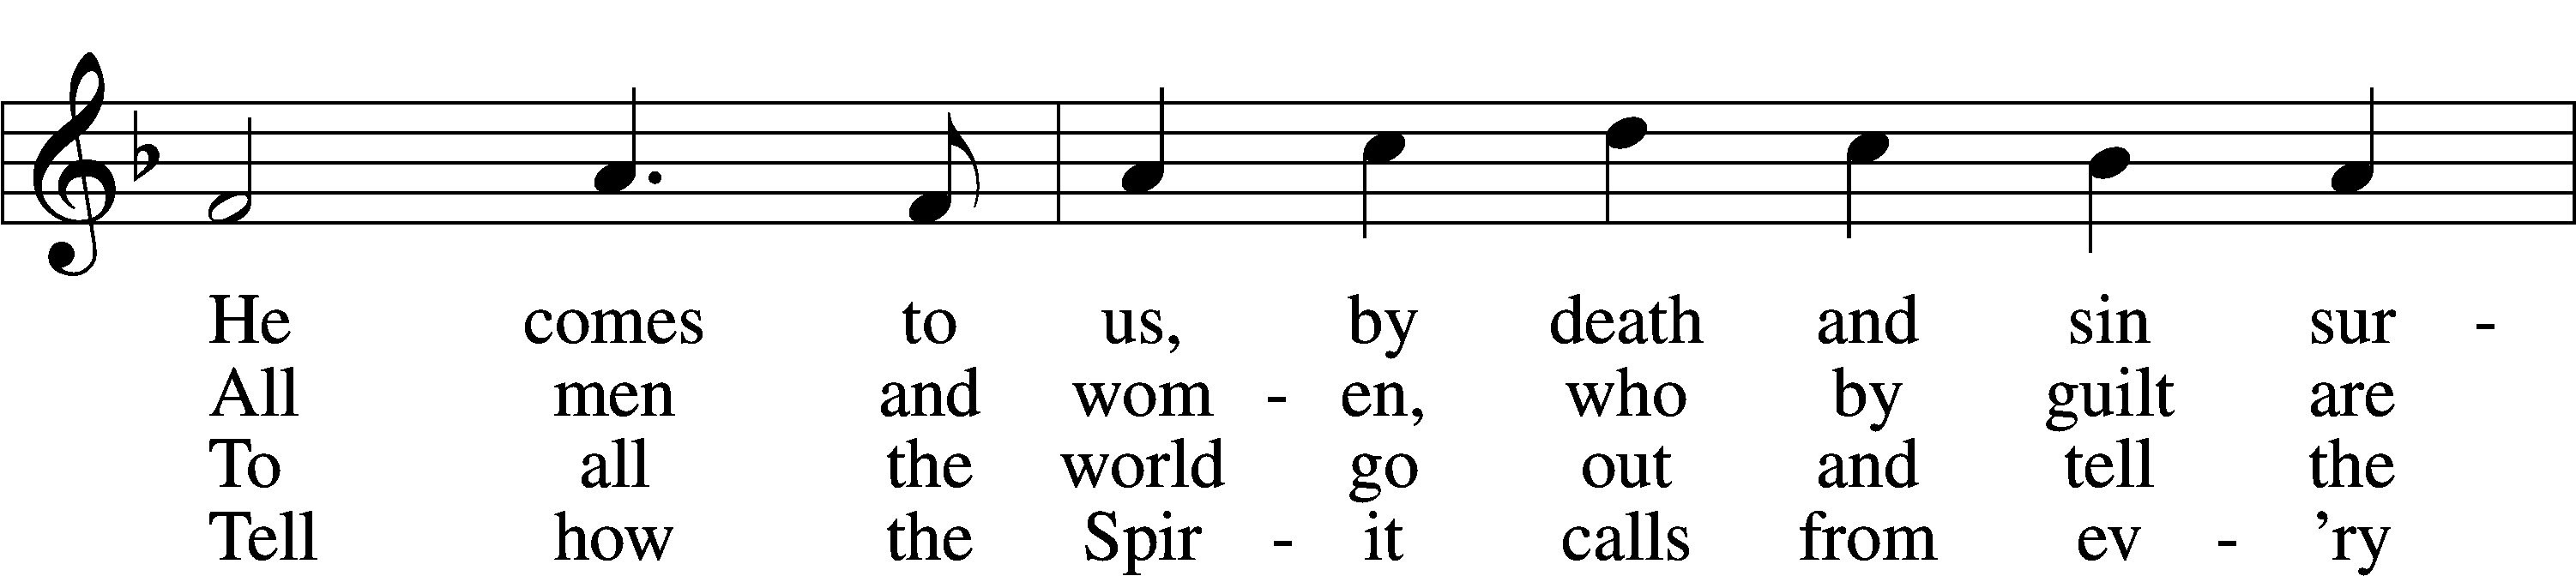 He comes to us, by death and sin sur -
All men and wom - en, who by guilt are
To all the world go out and tell the
Tell how the Spir - it calls from ev - ’ry